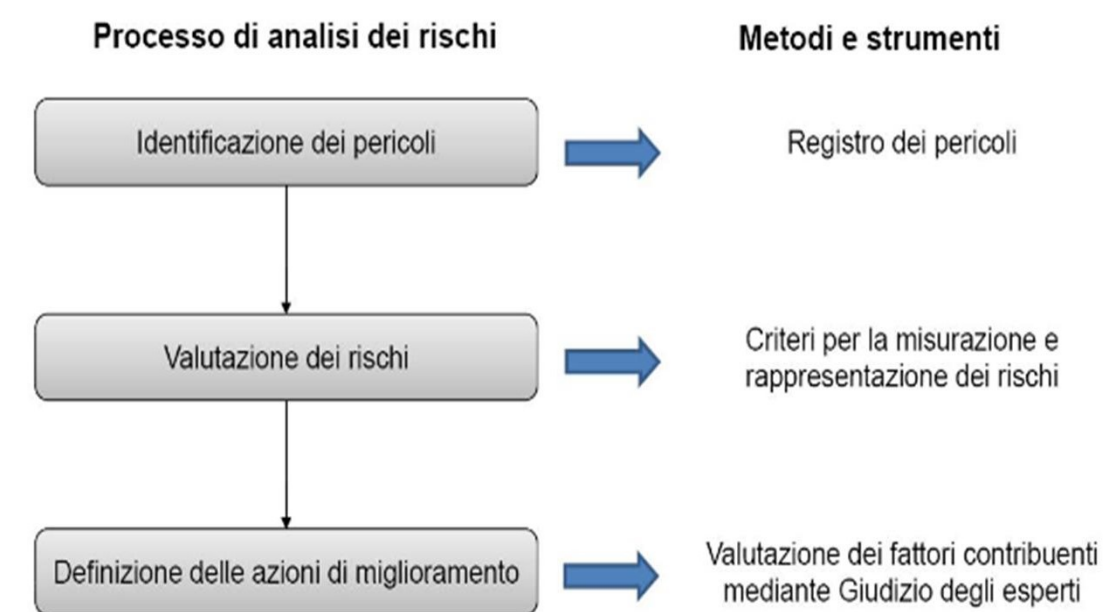 Processo di analisi dei rischi
Metodi e strumenti
Identificazione dei pericoli
Registro dei pericoli
Valutazione dei rischi
Criteri per la misurazione e
rappresentazione dei rischi
Definizione delle azioni di miglioramento
Valutazione dei fattori contribuenti
mediante Giudizio degli esperti